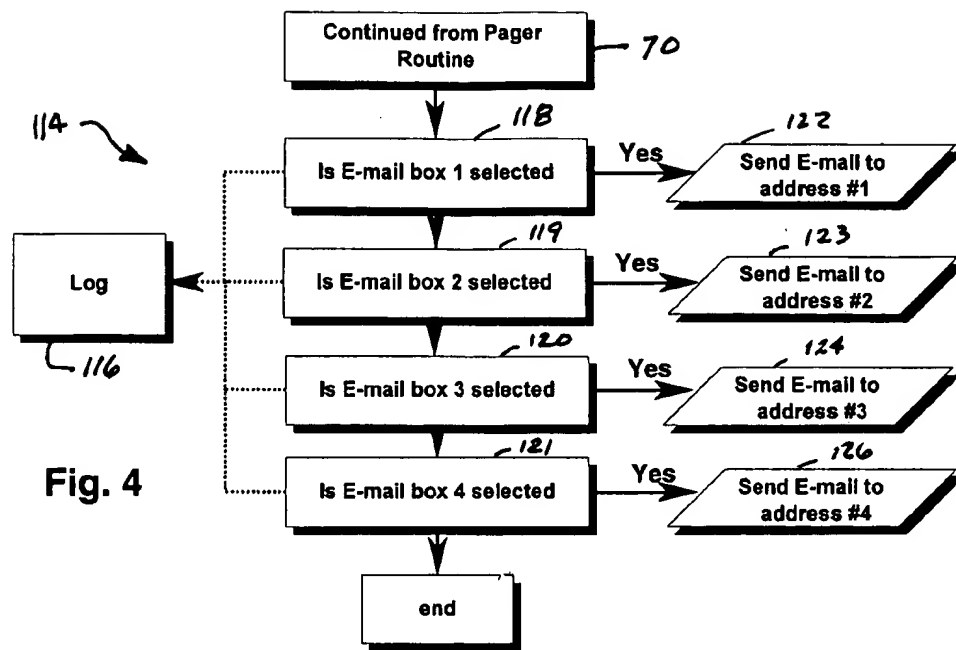 Continued from Pager
Routine
70
114
118
Is E-mail box 1 selected
Yes
122
Send E-mail to
address #1
119
Is E-mail box 2 selected
Yes
123
Send E-mail to
address #2
Log
116
120
Is E-mail box 3 selected
Yes
124
Send E-mail to
address #3
121
Is E-mail box 4 selected
Yes
126
Send E-mail to
address #4
Fig. 4
end